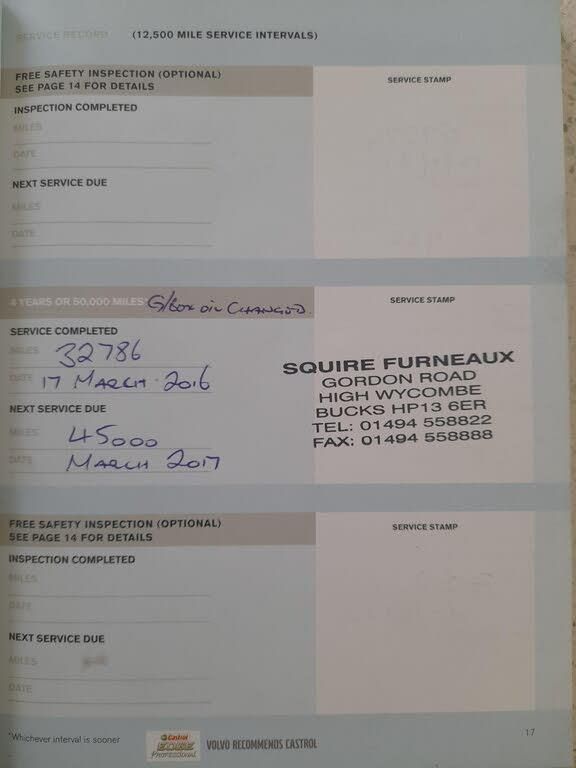 SERVICE RECORD (12,500 MILE SERVICE INTERVALS)
FREE SAFETY INSPECTION (OPTIONAL)
SEE PAGE 14 FOR DETAILS
SERVICE STAMP
INSPECTION COMPLETED
MILES
DATE
NEXT SERVICE DUE
MILES
DATE
4 YEARS OR 50,000 MILES* G/BOX OIL CHANGED.
SERVICE STAMP
SERVICE COMPLETED
MILES 32786
DATE 17 MARCH 2016
NEXT SERVICE DUE
MILES 45000
DATE MARCH 2017
SQUIRE FURNEAUX
GORDON ROAD
HIGH WYCOMBE
BUCKS HP13 6ER
TEL: 01494 558822
FAX: 01494 558888
FREE SAFETY INSPECTION (OPTIONAL)
SEE PAGE 14 FOR DETAILS
SERVICE STAMP
INSPECTION COMPLETED
MILES
DATE
NEXT SERVICE DUE
MILES
DATE
*Whichever interval is sooner
Castrol
EDGE
PROFESSIONAL
VOLVO RECOMMENDS CASTROL
17